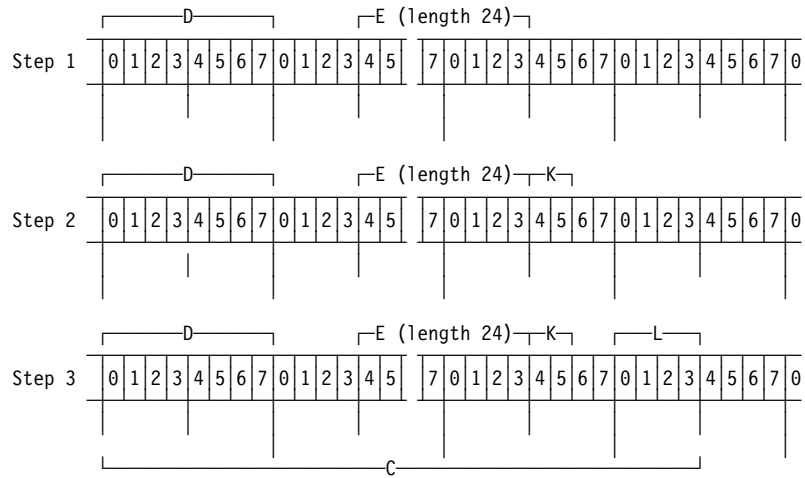 D E (length 24)
Step 1 0 1 2 3 4 5 6 7 0 1 2 3 4 5 7 0 1 2 3 4 5 6 7 0 1 2 3 4 5 6 7 0
D E (length 24) K
Step 2 0 1 2 3 4 5 6 7 0 1 2 3 4 5 7 0 1 2 3 4 5 6 7 0 1 2 3 4 5 6 7 0
D E (length 24) K L
Step 3 0 1 2 3 4 5 6 7 0 1 2 3 4 5 7 0 1 2 3 4 5 6 7 0 1 2 3 4 5 6 7 0
C